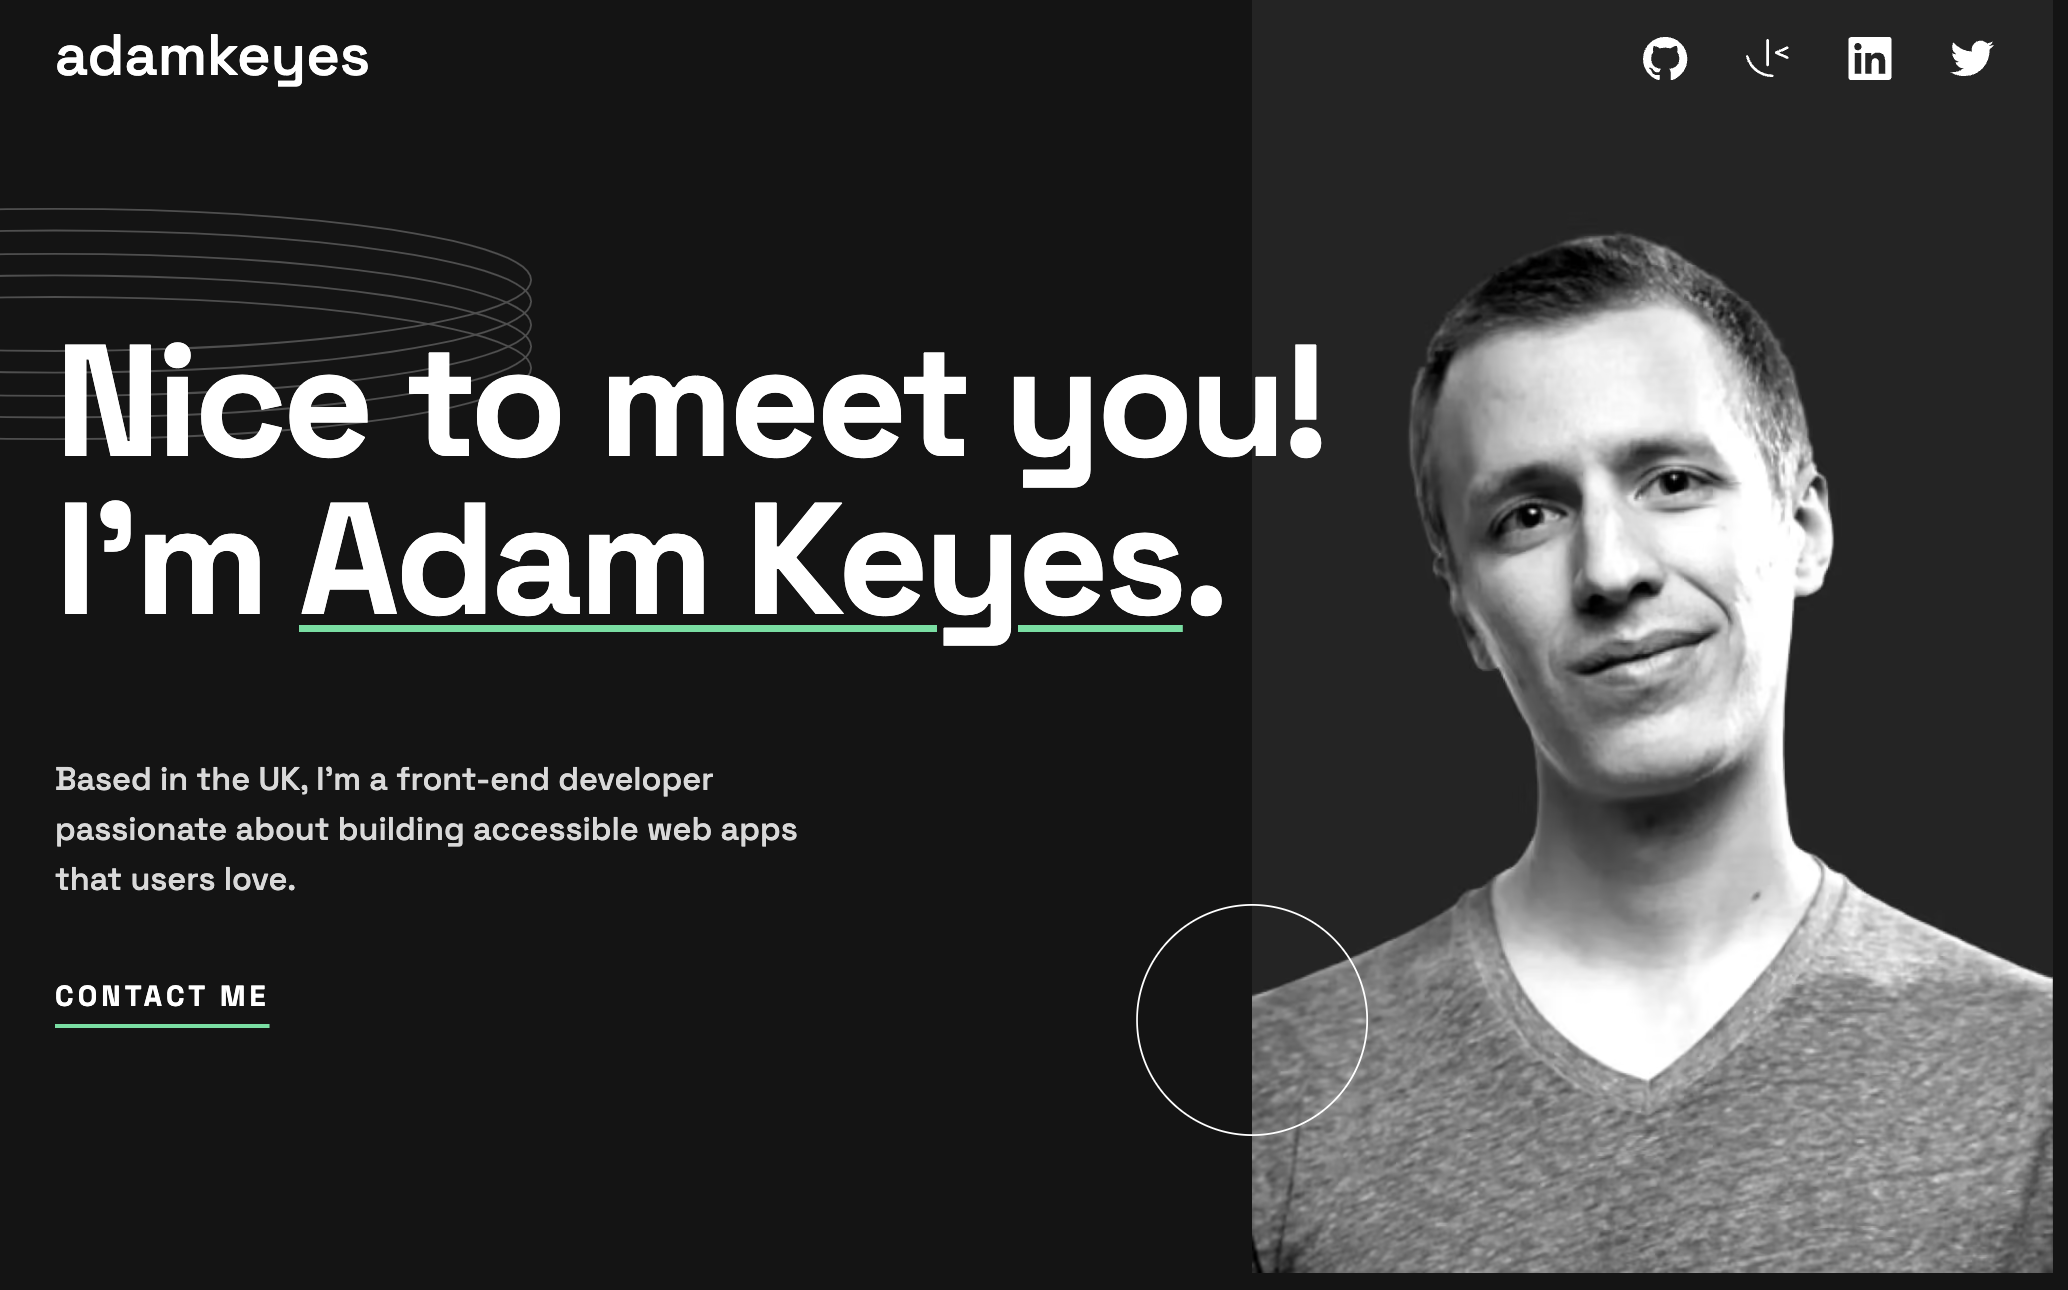 adamkeyes
in
Nice to meet you!
I’m Adam Keyes.
Based in the UK, I’m a front-end developer
passionate about building accessible web apps
that users love.
CONTACT ME